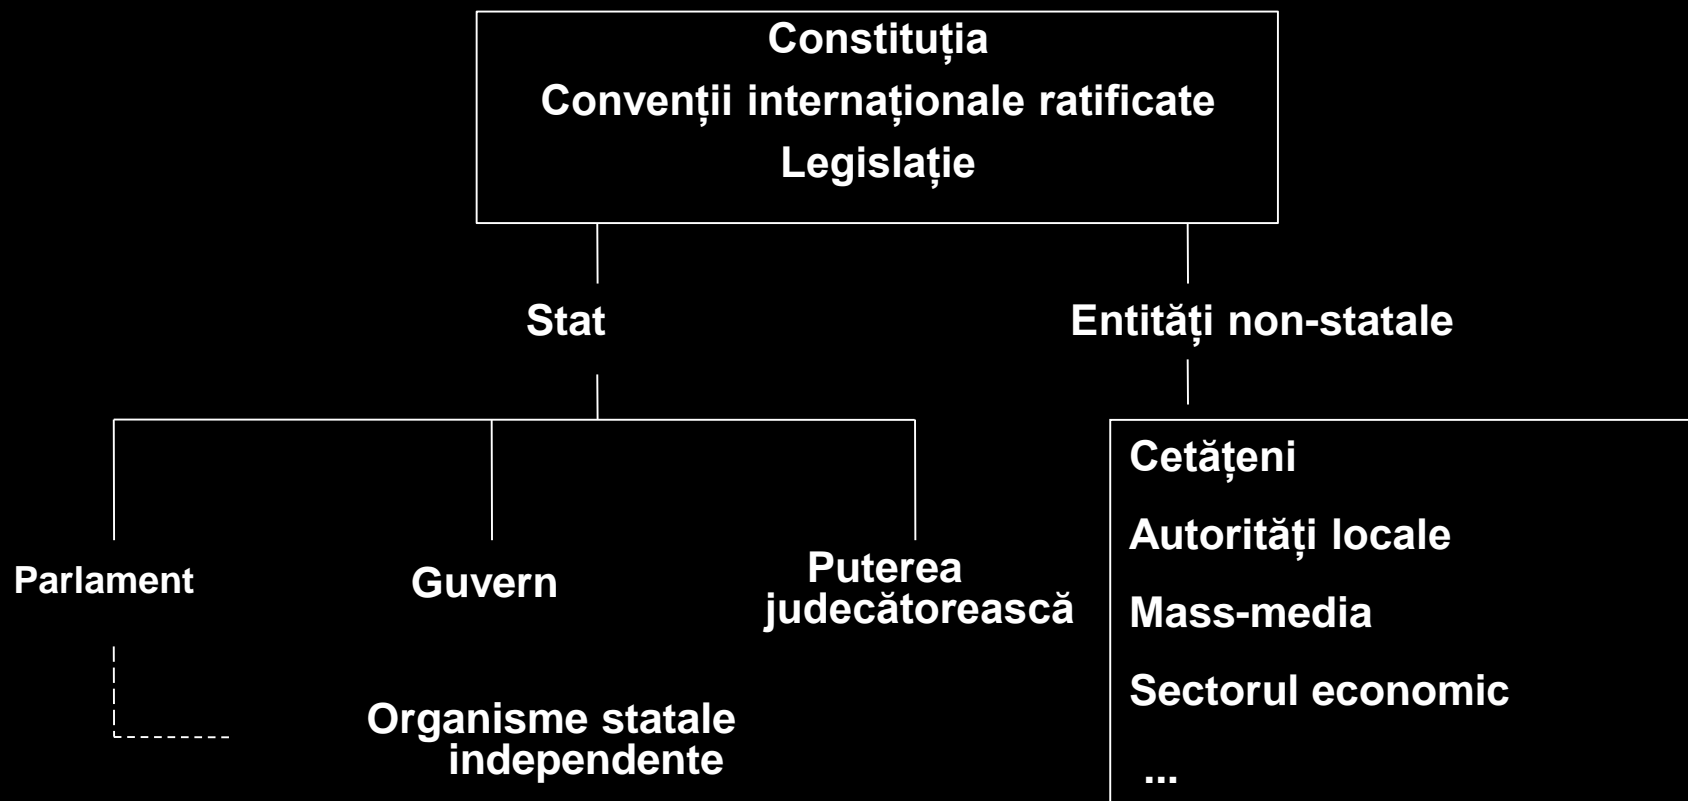 Constituția
Convenții internaționale ratificate
Legislație
Stat
Entități non-statale
Parlament
Guvern
Puterea
judecătorească
Organisme statale
independente
Cetățeni
Autorități locale
Mass-media
Sectorul economic
...